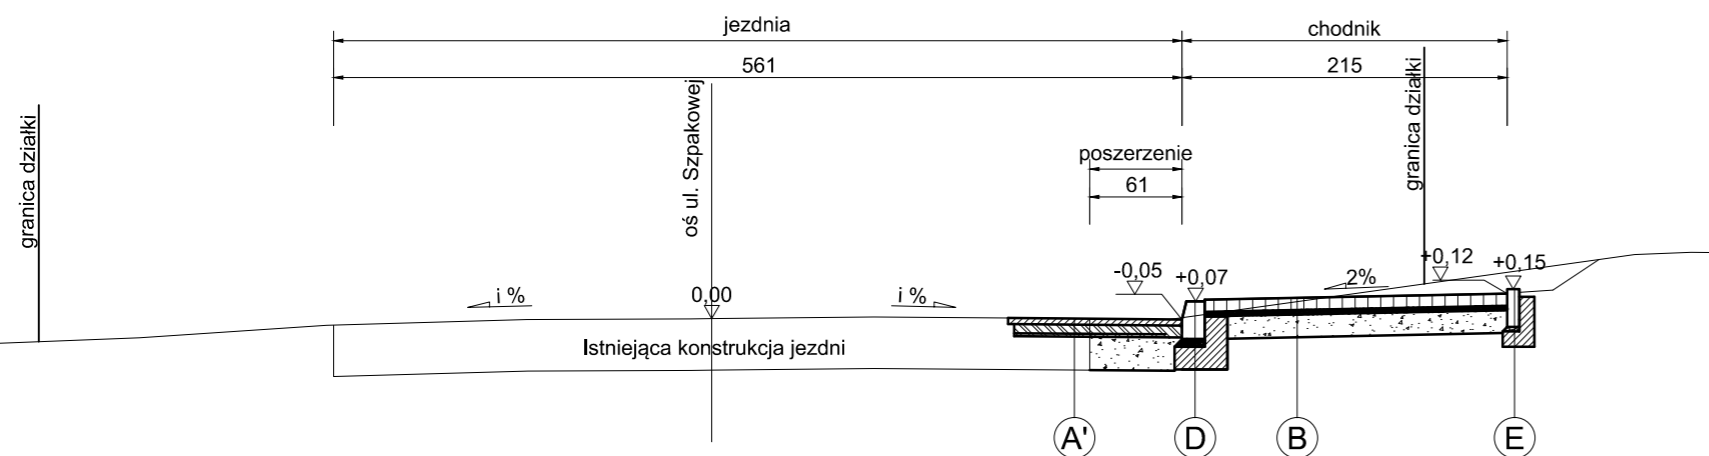 jezdnia
chodnik
561
215
granica działki
oś ul. Szpakowej
granica działki
poszerzenie
61
-0,05
+0,07
+0,12
+0,15
i %
0,00
i %
2%
Istniejąca konstrukcja jezdni
A'
D
B
E